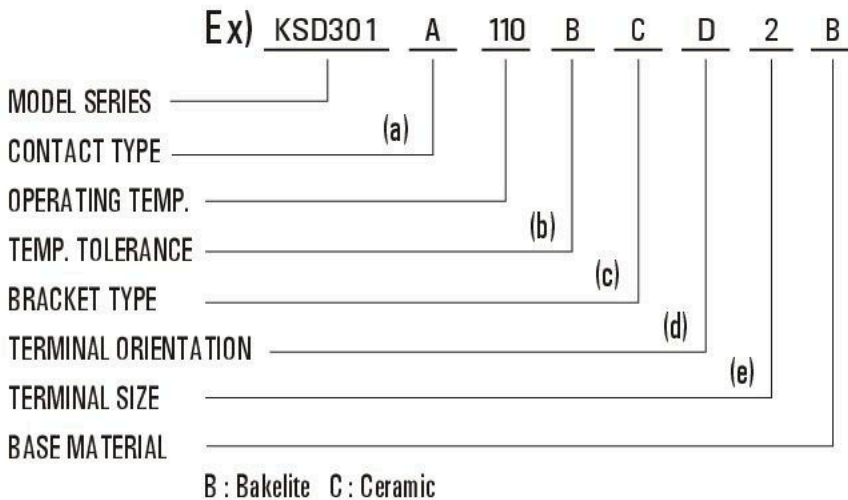 Ex) KSD301 A 110 B C D 2 B
MODEL SERIES
(a)
CONTACT TYPE
OPERATING TEMP.
(b)
TEMP. TOLERANCE
(c)
BRACKET TYPE
(d)
TERMINAL ORIENTATION
(e)
TERMINAL SIZE
BASE MATERIAL
B : Bakelite C : Ceramic